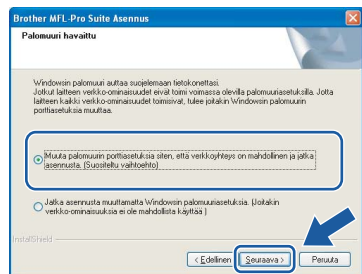 Brother MFL-Pro Suite Asennus
Palomuuri havaittu
Windowsin palomuuri auttaa suojelemaan tietokonettasi.
Jotkut laitteen verkko-ominaisuudet eivät toimi voimassa olevilla palomuuriasetuksilla. Jotta
laitteen kaikki verkko-ominaisuudet toimisivat, tulee joitakin Windowsin palomuurin
porttiasetuksia muuttaa.
Muuta palomuurin porttiasetuksia siten, että verkkoyhteys on mahdollinen ja jatka
asennusta. (Suositeltu vaihtoehto)
Jatka asennusta muuttamatta Windowsin palomuuriasetuksia. (Joitakin
verkko-ominaisuuksia ei ole mahdollista käyttää )
InstallShield
< Edellinen Seuraava > Peruuta